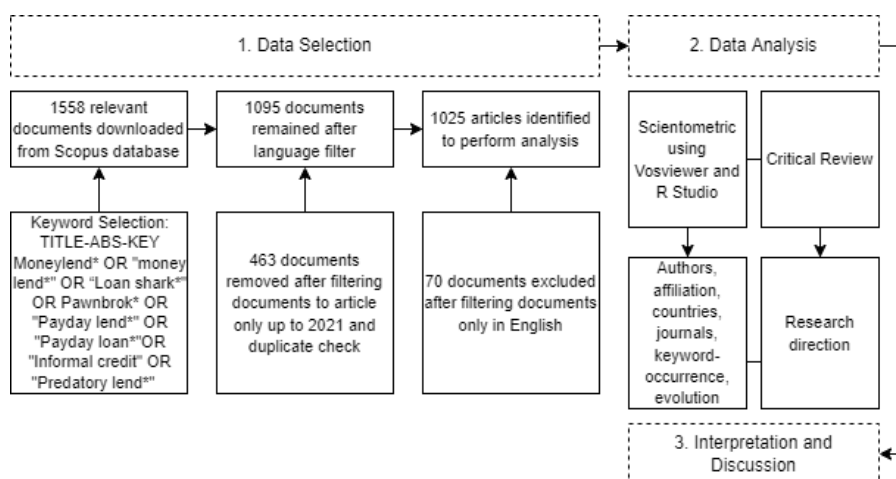 1. Data Selection
2. Data Analysis
1558 relevant
documents downloaded
from Scopus database
1095 documents
remained after
language filter
1025 articles identified
to perform analysis
Scientometric
using
Vosviewer and
R Studio
Critical Review
Keyword Selection:
TITLE-ABS-KEY
Moneylend* OR "money
lend*" OR “Loan shark*"
OR Pawnbrok* OR
"Payday lend*" OR
"Payday loan*"OR
"Informal credit" OR
"Predatory lend*"
463 documents
removed after filtering
documents to article
only up to 2021 and
duplicate check
70 documents excluded
after filtering documents
only in English
Authors,
affiliation,
countries,
journals,
keyword-
occurrence,
evolution
Research
direction
3. Interpretation and
Discussion